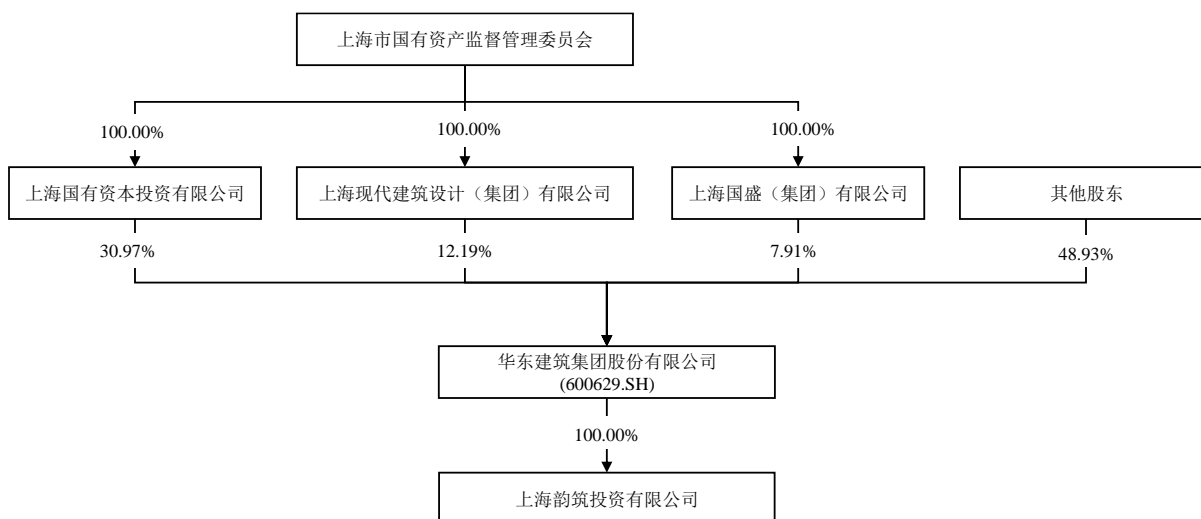 上海市国有资产监督管理委员会
100.00%
100.00%
100.00%
上海国有资本投资有限公司
上海现代建筑设计（集团）有限公司
上海国盛（集团）有限公司
其他股东
30.97%
12.19%
7.91%
48.93%
华东建筑集团股份有限公司
(600629.SH)
100.00%
上海韵筑投资有限公司